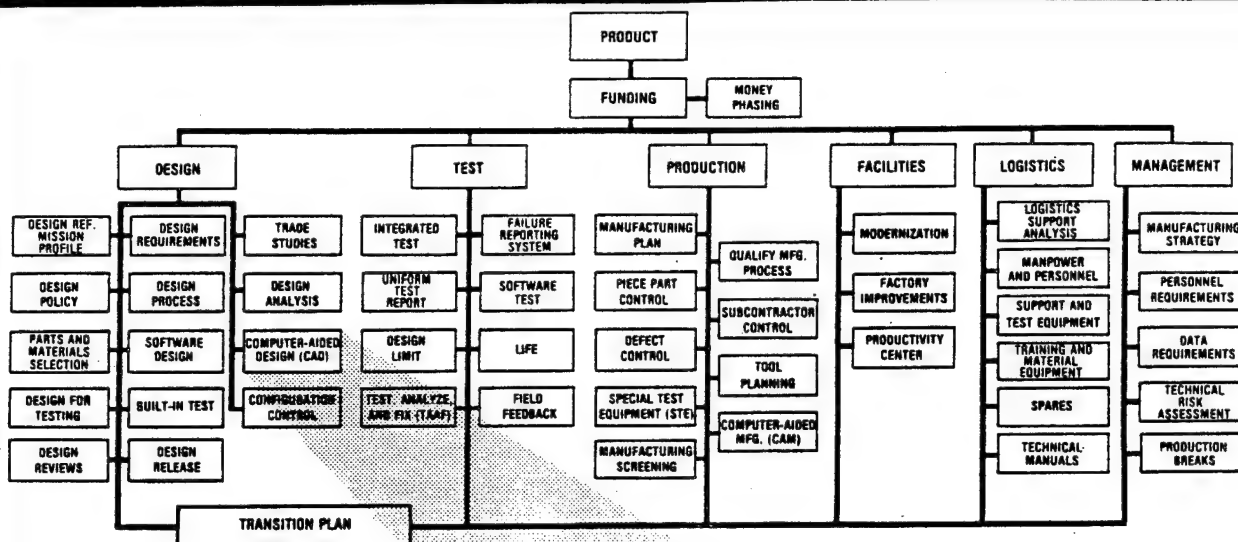 PRODUCT
FUNDING
MONEY
PHASING
DESIGN
TEST
PRODUCTION
FACILITIES
LOGISTICS
MANAGEMENT
DESIGN REF.
MISSION
PROFILE
DESIGN
REQUIREMENTS
TRADE
STUDIES
DESIGN
POLICY
DESIGN
PROCESS
DESIGN
ANALYSIS
PARTS AND
MATERIALS
SELECTION
SOFTWARE
DESIGN
COMPUTER-AIDED
DESIGN (CAD)
DESIGN FOR
TESTING
BUILT-IN TEST
CONFIGURATION
CONTROL
DESIGN
REVIEWS
DESIGN
RELEASE
INTEGRATED
TEST
FAILURE
REPORTING
SYSTEM
UNIFORM
TEST
REPORT
SOFTWARE
TEST
DESIGN
LIMIT
LIFE
TEST, ANALYZE,
AND FIX (TAAF)
FIELD
FEEDBACK
MANUFACTURING
PLAN
QUALIFY MFG.
PROCESS
PIECE PART
CONTROL
SUBCONTRACTOR
CONTROL
DEFECT
CONTROL
TOOL
PLANNING
SPECIAL TEST
EQUIPMENT (STE)
COMPUTER-AIDED
MFG. (CAM)
MANUFACTURING
SCREENING
MODERNIZATION
FACTORY
IMPROVEMENTS
PRODUCTIVITY
CENTER
LOGISTICS
SUPPORT
ANALYSIS
MANPOWER
AND PERSONNEL
SUPPORT AND
TEST EQUIPMENT
TRAINING AND
MATERIAL
EQUIPMENT
SPARES
TECHNICAL-
MANUALS
MANUFACTURING
STRATEGY
PERSONNEL
REQUIREMENTS
DATA
REQUIREMENTS
TECHNICAL
RISK
ASSESSMENT
PRODUCTION
BREAKS
TRANSITION PLAN